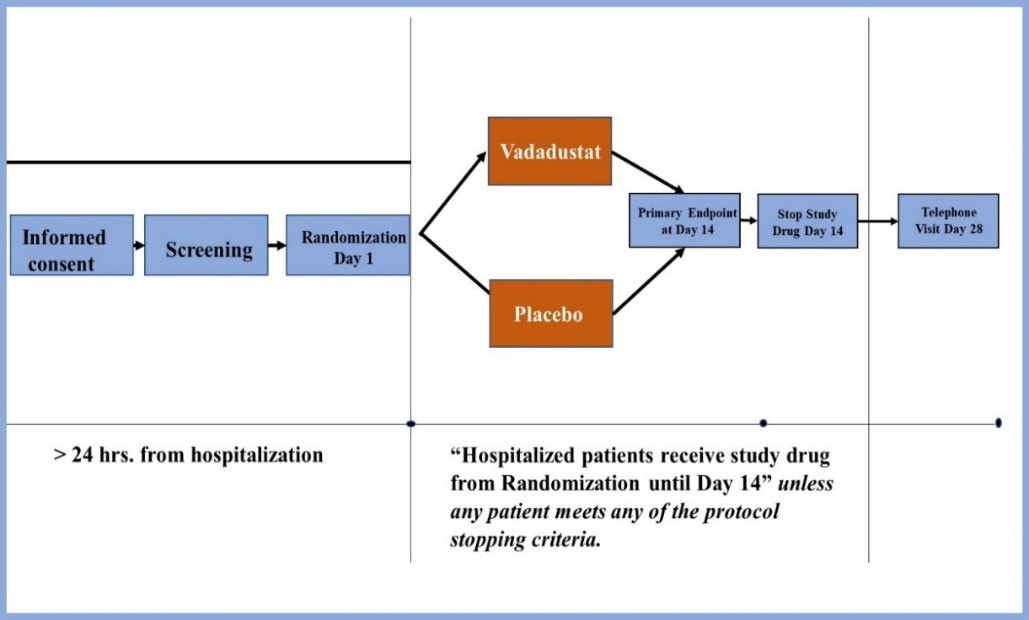 Vadadustat
Informed
consent
Screening
Randomization
Day 1
Primary Endpoint
at Day 14
Stop Study
Drug Day 14
Telephone
Visit Day 28
Placebo
> 24 hrs. from hospitalization
“Hospitalized patients receive study drug
from Randomization until Day 14” unless
any patient meets any of the protocol
stopping criteria.